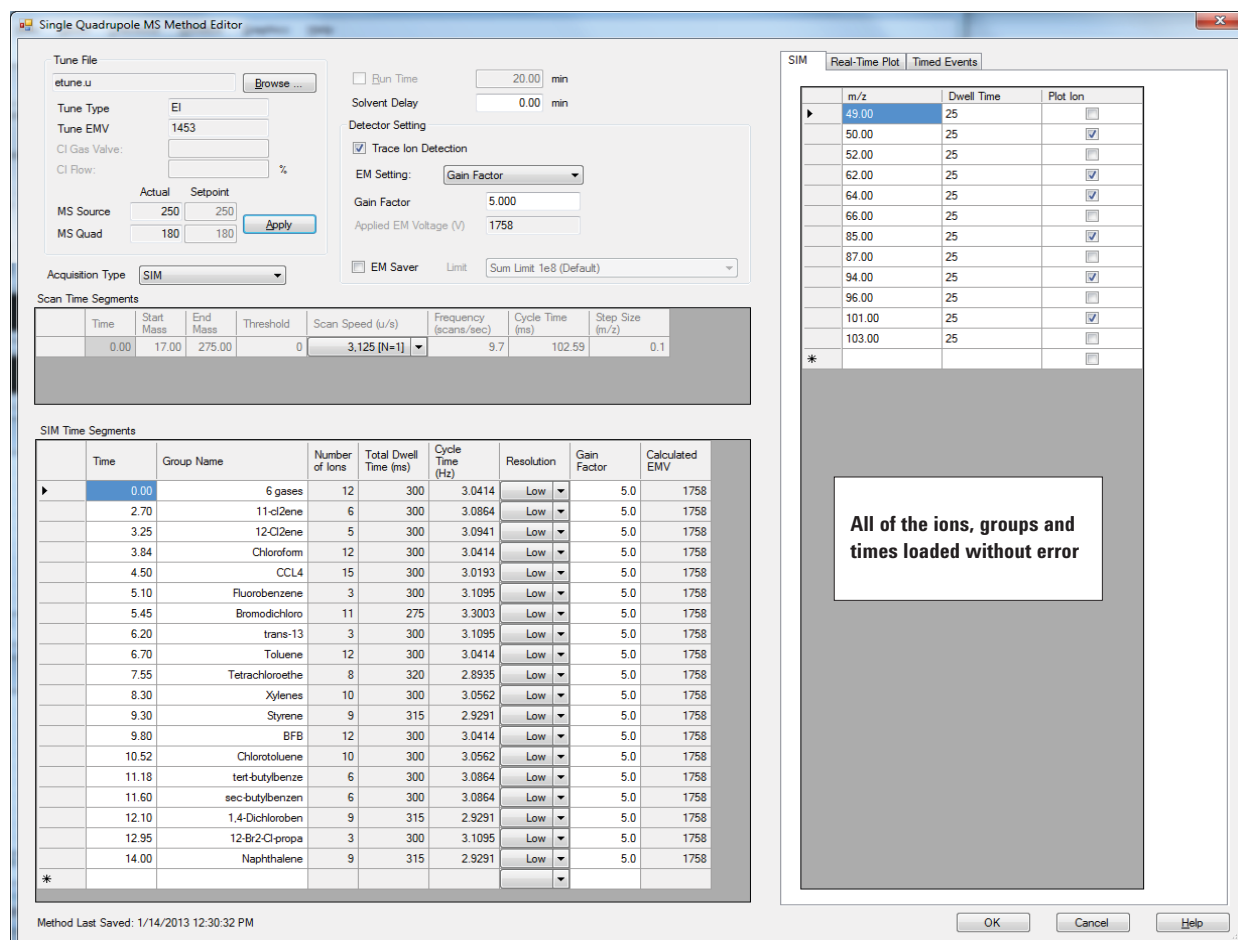 Single Quadrupole MS Method Editor
Tune File
etune.u Browse ...
Tune Type EI
Tune EMV 1453
CI Gas Valve:
CI Flow: %
Actual Setpoint
MS Source 250 250
MS Quad 180 180
Apply
Acquisition Type SIM
Run Time 20.00 min
Solvent Delay 0.00 min
Detector Setting
Trace Ion Detection
EM Setting: Gain Factor
Gain Factor 5.000
Applied EM Voltage (V) 1758
EM Saver Limit Sum Limit 1e8 (Default)
Scan Time Segments
Time Start Mass End Mass Threshold Scan Speed (u/s) Frequency (scans/sec) Cycle Time (ms) Step Size (m/z)
0.00 17.00 275.00 0 3,125 [N=1] 9.7 102.59 0.1
SIM Time Segments
Time Group Name Number of Ions Total Dwell Time (ms) Cycle Time (Hz) Resolution Gain Factor Calculated EMV
0.00 6 gases 12 300 3.0414 Low 5.0 1758
2.70 11-cl2ene 6 300 3.0864 Low 5.0 1758
3.25 12-Cl2ene 5 300 3.0941 Low 5.0 1758
3.84 Chloroform 12 300 3.0414 Low 5.0 1758
4.50 CCL4 15 300 3.0193 Low 5.0 1758
5.10 Fluorobenzene 3 300 3.1095 Low 5.0 1758
5.45 Bromodichloro 11 275 3.3003 Low 5.0 1758
6.20 trans-13 3 300 3.1095 Low 5.0 1758
6.70 Toluene 12 300 3.0414 Low 5.0 1758
7.55 Tetrachloroethe 8 320 2.8935 Low 5.0 1758
8.30 Xylenes 10 300 3.0562 Low 5.0 1758
9.30 Styrene 9 315 2.9291 Low 5.0 1758
9.80 BFB 12 300 3.0414 Low 5.0 1758
10.52 Chlorotoluene 10 300 3.0562 Low 5.0 1758
11.18 tert-butylbenze 6 300 3.0864 Low 5.0 1758
11.60 sec-butylbenzen 6 300 3.0864 Low 5.0 1758
12.10 1,4-Dichloroben 9 315 2.9291 Low 5.0 1758
12.95 12-Br2-Cl-propa 3 300 3.1095 Low 5.0 1758
14.00 Naphthalene 9 315 2.9291 Low 5.0 1758
Method Last Saved: 1/14/2013 12:30:32 PM
SIM Real-Time Plot Timed Events
m/z Dwell Time Plot Ion
49.00 25
50.00 25
52.00 25
62.00 25
64.00 25
66.00 25
85.00 25
87.00 25
94.00 25
96.00 25
101.00 25
103.00 25
All of the ions, groups and
times loaded without error
OK Cancel Help